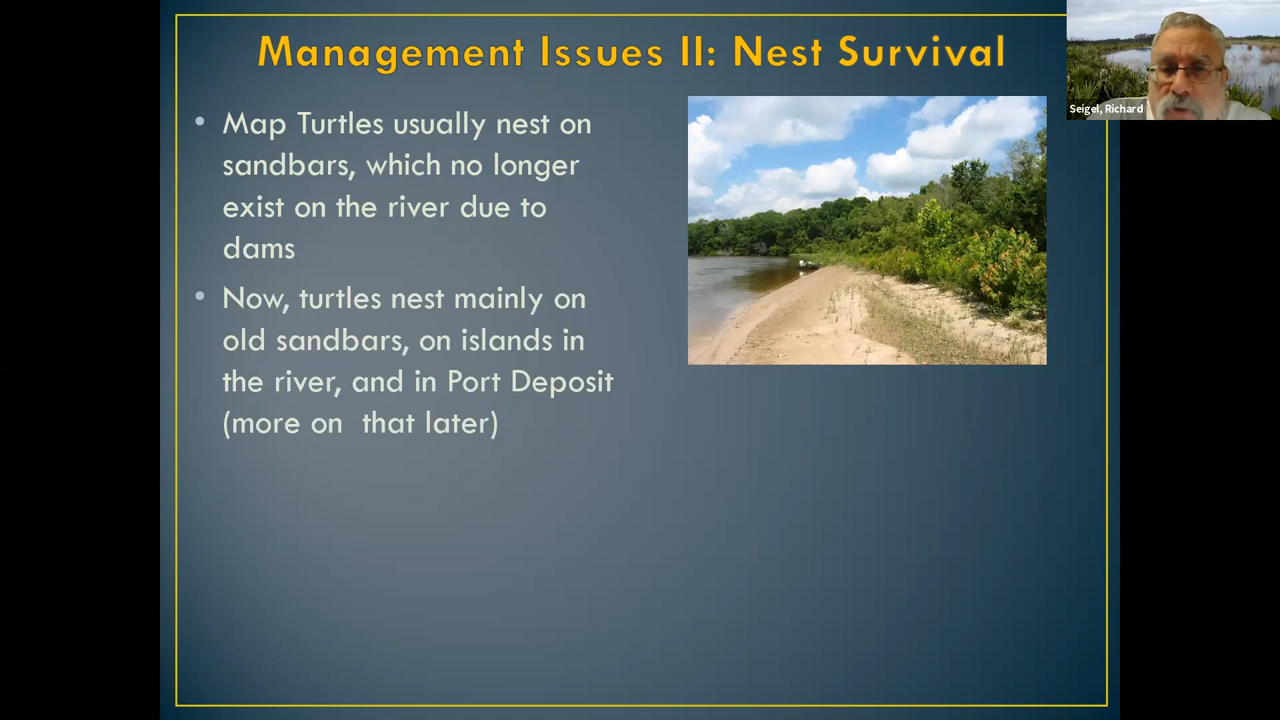 Management Issues II: Nest Survival
Seigel, Richard
• Map Turtles usually nest on
sandbars, which no longer
exist on the river due to
dams
• Now, turtles nest mainly on
old sandbars, on islands in
the river, and in Port Deposit
(more on  that later)